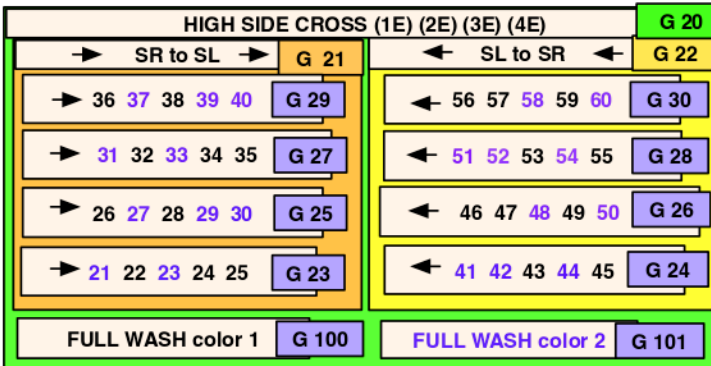 HIGH SIDE CROSS (1E) (2E) (3E) (4E) G 20
SR to SL G 21
SL to SR G 22
36 37 38 39 40 G 29
56 57 58 59 60 G 30
31 32 33 34 35 G 27
51 52 53 54 55 G 28
26 27 28 29 30 G 25
46 47 48 49 50 G 26
21 22 23 24 25 G 23
41 42 43 44 45 G 24
FULL WASH color 1 G 100
FULL WASH color 2 G 101